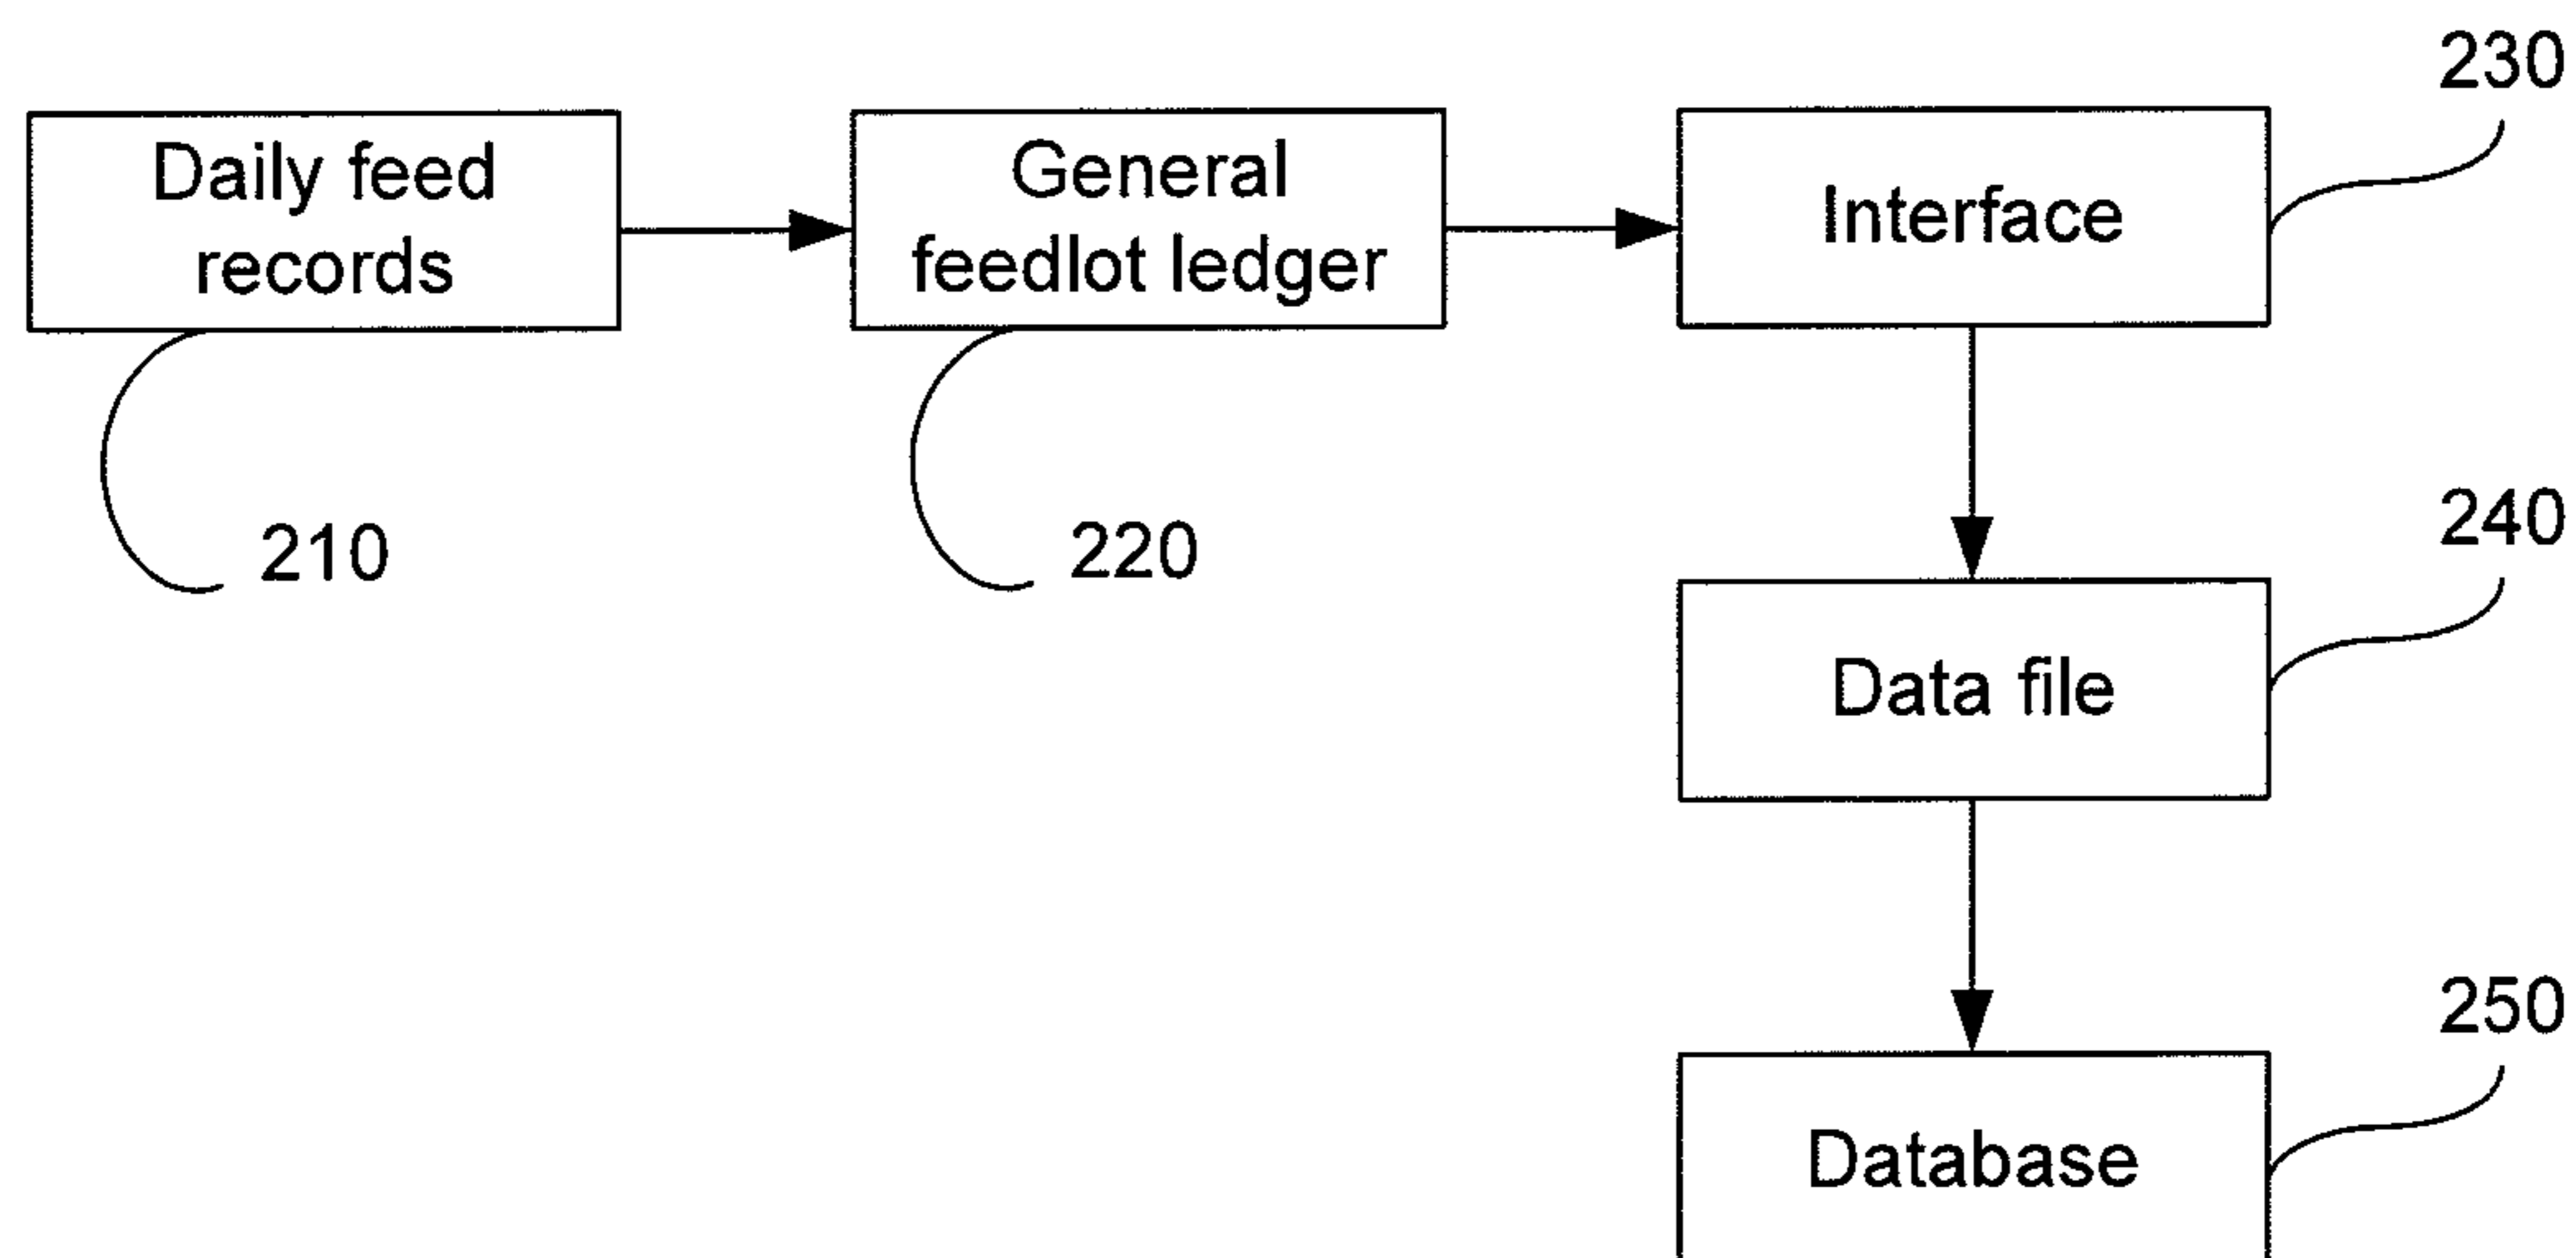 230
Daily feed
records
General
feedlot ledger
Interface
210
220
240
Data file
250
Database